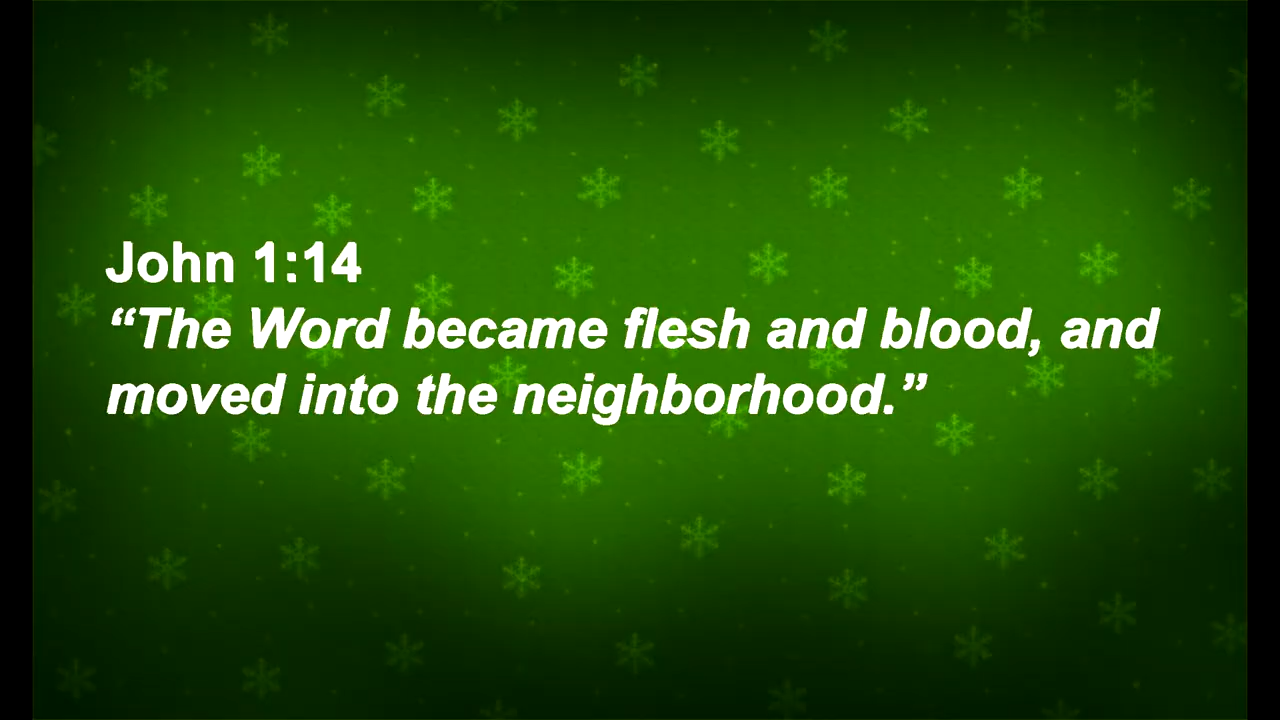 John 1:14
“The Word became flesh and blood, and
moved into the neighborhood.”